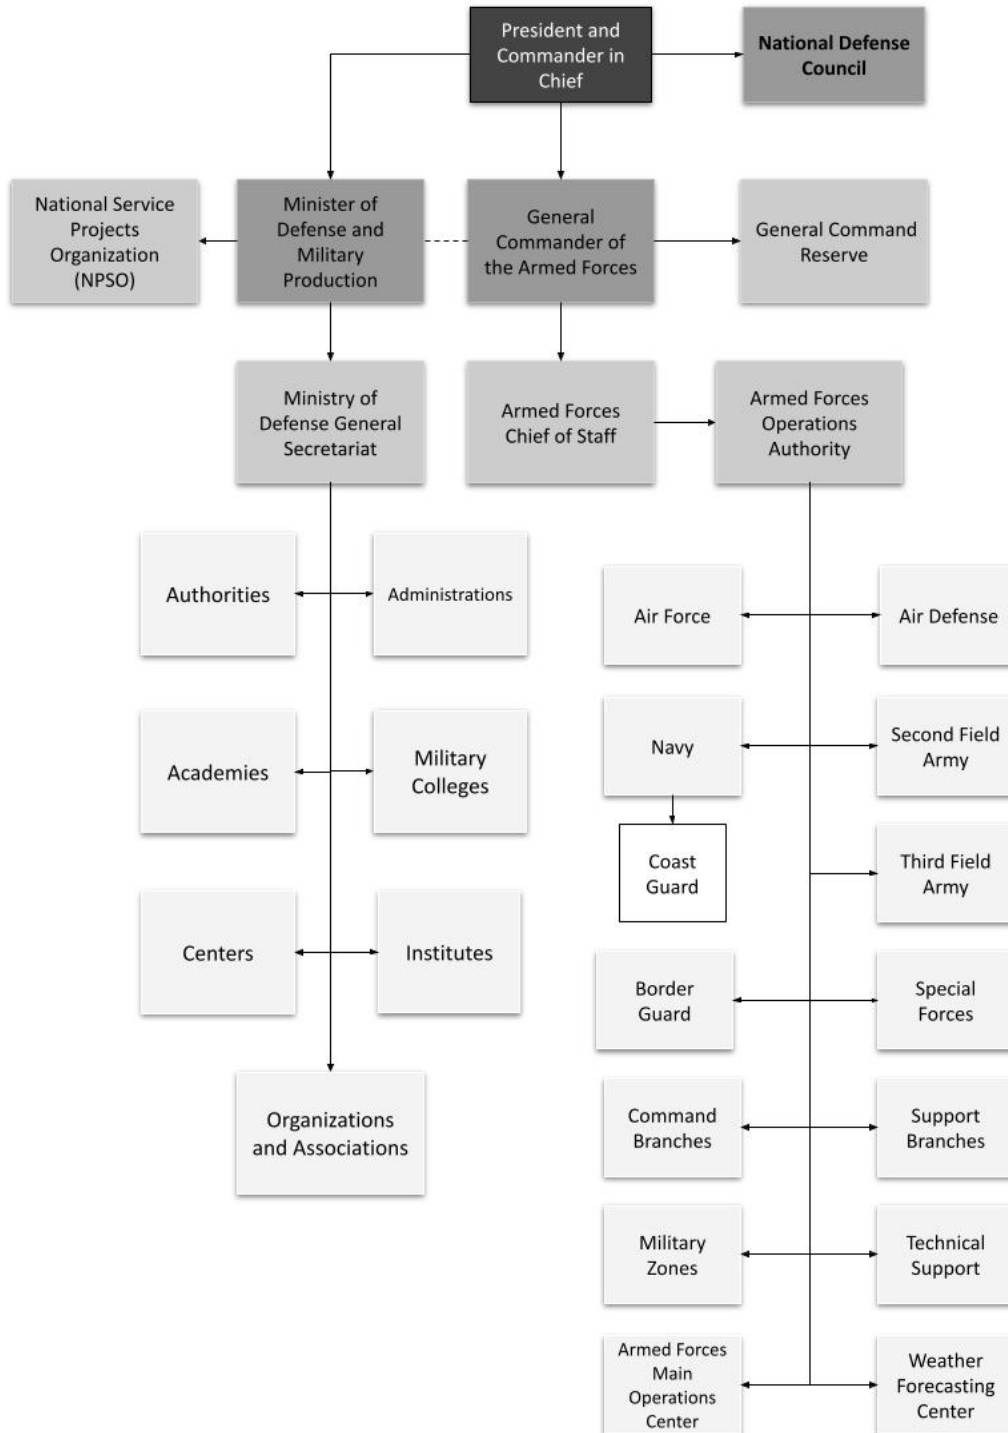 President and
Commander in
Chief
National Defense
Council
National Service
Projects
Organization
(NPSO)
Minister of
Defense and
Military
Production
General
Commander of
the Armed Forces
General Command
Reserve
Ministry of
Defense General
Secretariat
Armed Forces
Chief of Staff
Armed Forces
Operations
Authority
Authorities
Administrations
Air Force
Air Defense
Academies
Military
Colleges
Navy
Second Field
Army
Coast
Guard
Third Field
Army
Centers
Institutes
Border
Guard
Special
Forces
Organizations
and Associations
Command
Branches
Support
Branches
Military
Zones
Technical
Support
Armed Forces
Main
Operations
Center
Weather
Forecasting
Center